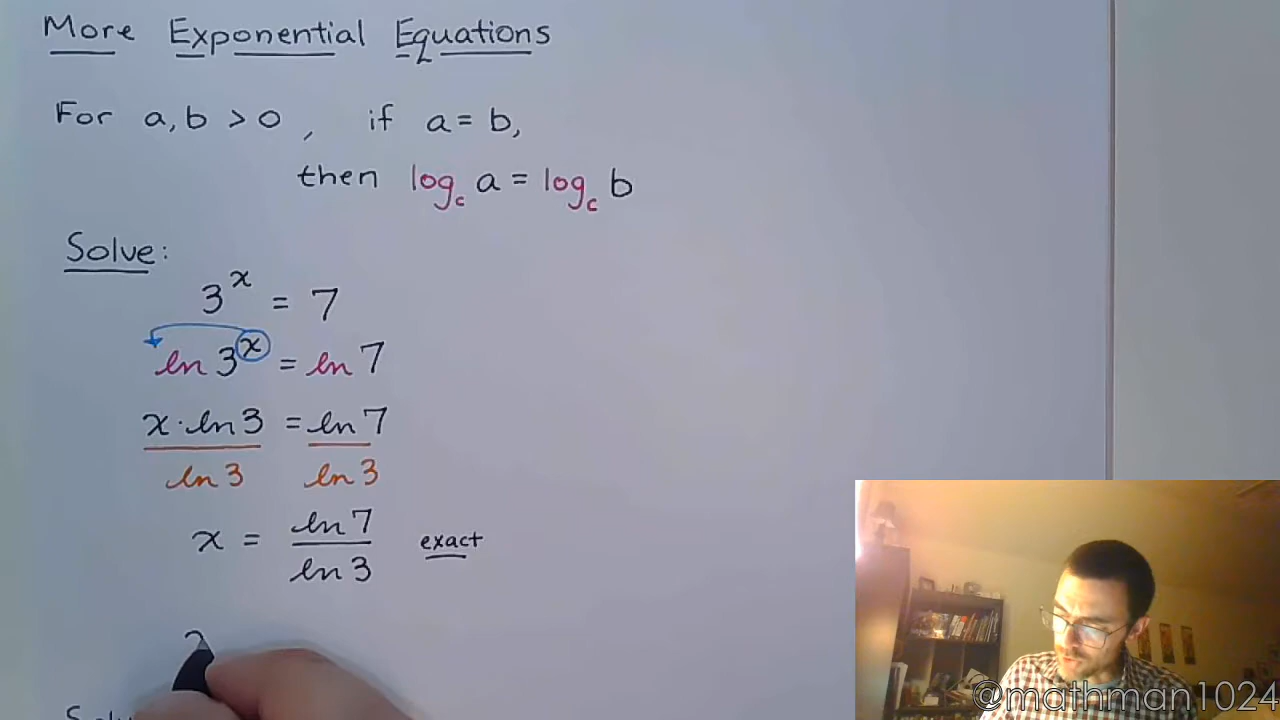 More Exponential Equations
For a, b > 0, if a = b,
then log_c a = log_c b
Solve:
3^x = 7
ln 3^x = ln 7
x · ln 3 = ln 7
ln 3 ln 3
x = ln 7 / ln 3 exact
@mathman1024